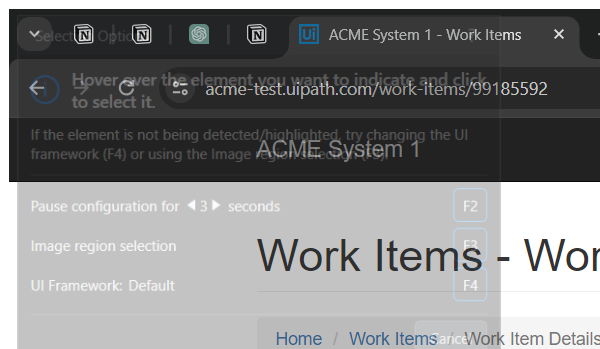 Select Options
ACME System 1 - Work Items
acme-test.uipath.com/work-items/99185592
Hover over the element you want to indicate and click
to select it.
If the element is not being detected/highlighted, try changing the UI
framework (F4) or using the Image region selection (F3).
ACME System 1
Pause configuration for 3 seconds F2
Image region selection F3
UI Framework: Default F4
Work Items - Wor
Cancel
Home / Work Items / Work Item Details